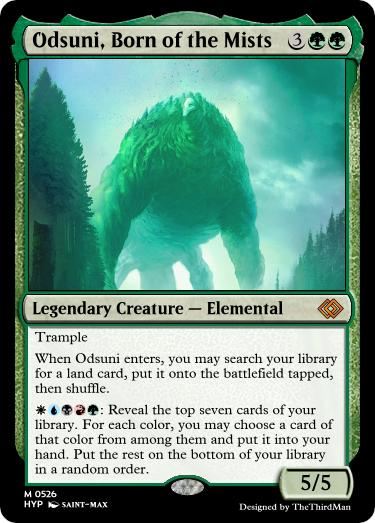 Odsuni, Born of the Mists 3
Legendary Creature — Elemental
Trample
When Odsuni enters, you may search your library
for a land card, put it onto the battlefield tapped,
then shuffle.
: Reveal the top seven cards of your
library. For each color, you may choose a card of
that color from among them and put it into your
hand. Put the rest on the bottom of your library
in a random order.
5/5
M 0526
HYP SAINT-MAX
Designed by TheThirdMan